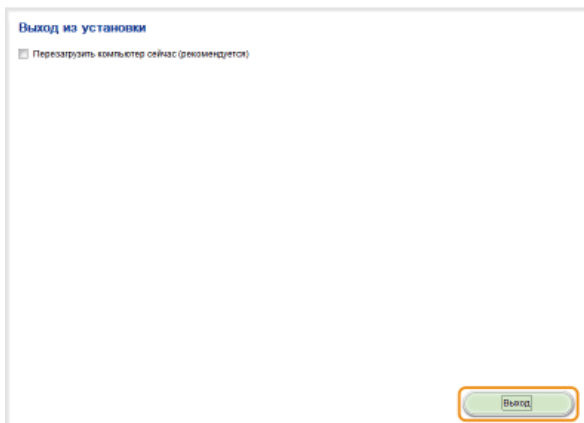 Выход из установки
Перезагрузить компьютер сейчас (рекомендуется)
Выход